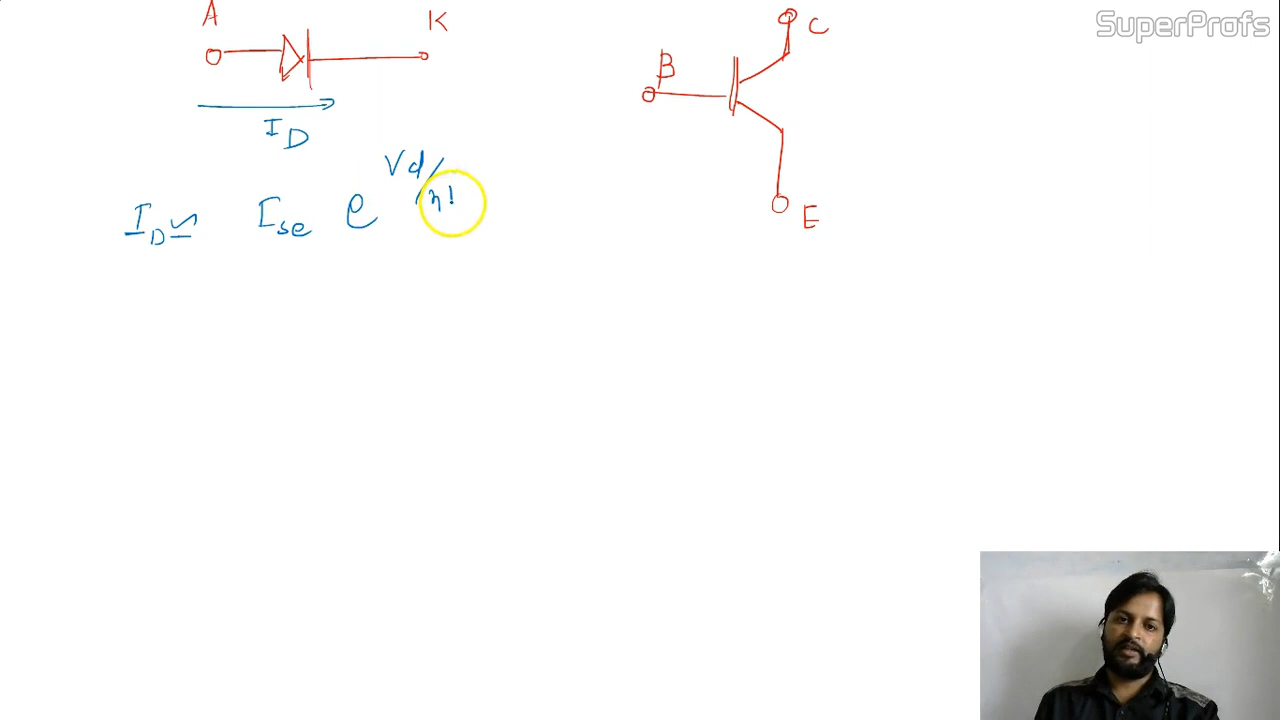 SuperProfs
A
K
C
B
I_D
E
I_D ≃ I_se e^Vd/η